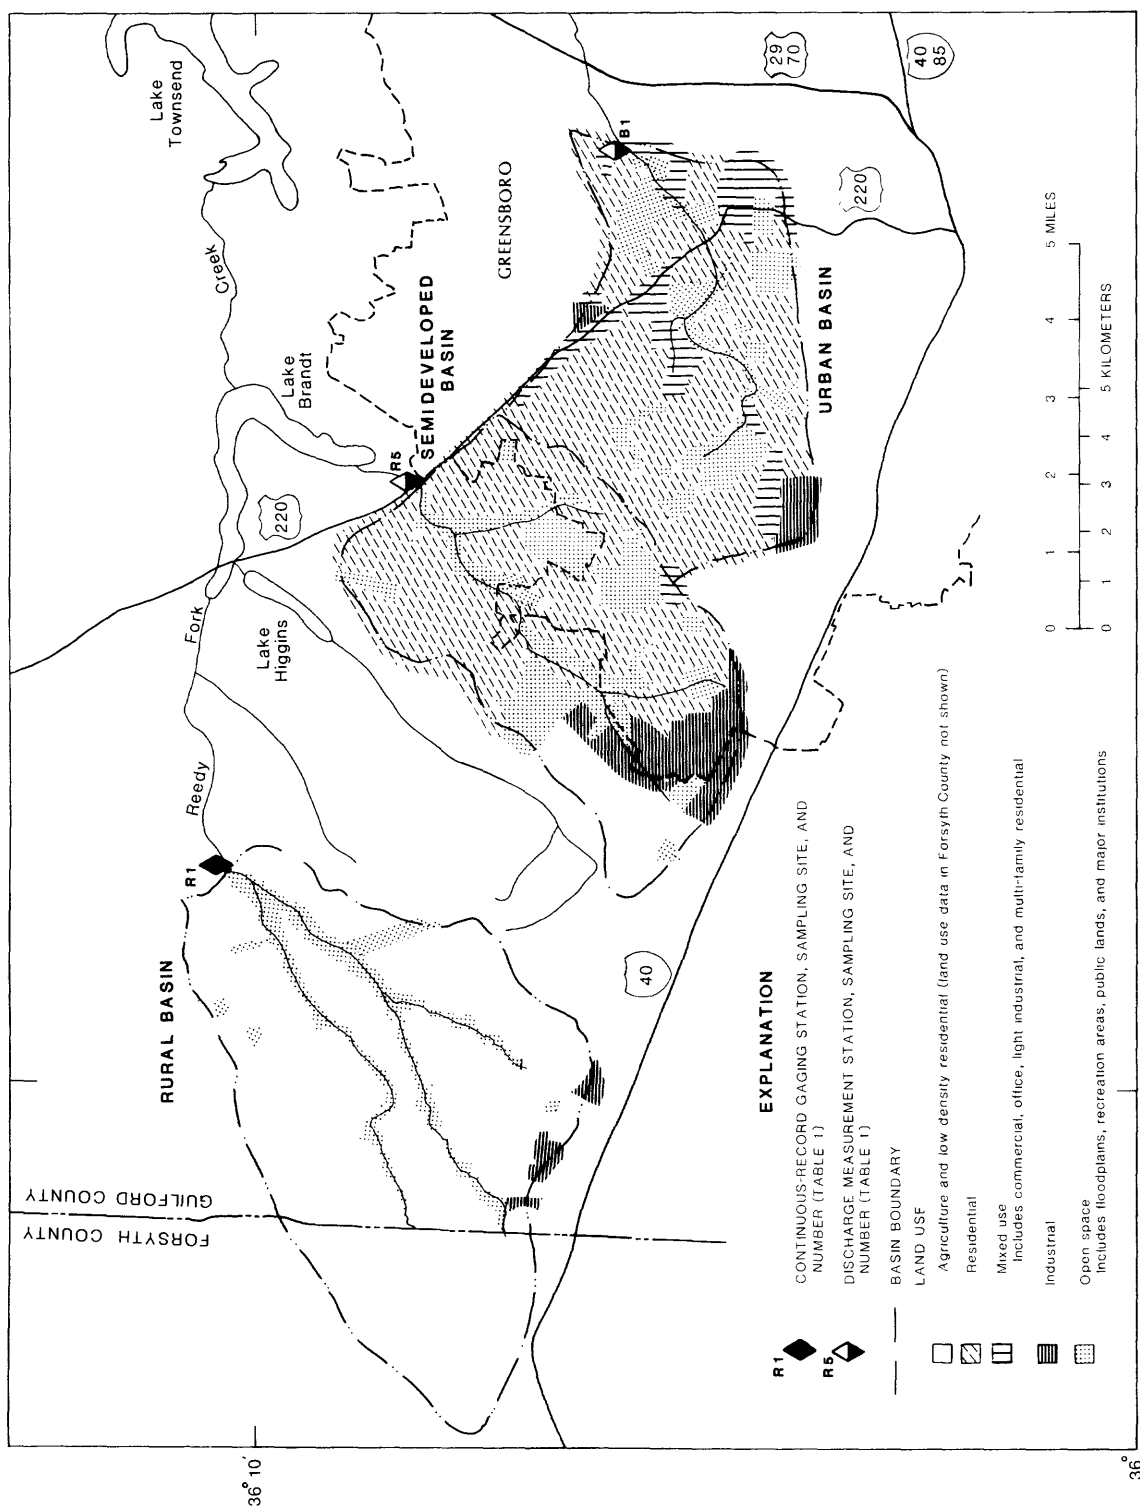 36° 10'
36°
FORSYTH COUNTY
GUILFORD COUNTY
RURAL BASIN
R1
Reedy
Fork
Creek
Lake
Higgins
220
Lake
Brandt
Lake
Townsend
R5
SEMIDEVELOPED
BASIN
GREENSBORO
B1
29
70
40
85
220
URBAN BASIN
40
0 1 2 3 4 5 MILES
0 1 2 3 4 5 KILOMETERS
EXPLANATION
R1
CONTINUOUS-RECORD GAGING STATION, SAMPLING SITE, AND
NUMBER (TABLE 1)
R5
DISCHARGE MEASUREMENT STATION, SAMPLING SITE, AND
NUMBER (TABLE 1)
BASIN BOUNDARY
LAND USE
Agriculture and low density residential (land use data in Forsyth County not shown)
Residential
Mixed use
Includes commercial, office, light industrial, and multi-family residential
Industrial
Open space
Includes floodplains, recreation areas, public lands, and major institutions